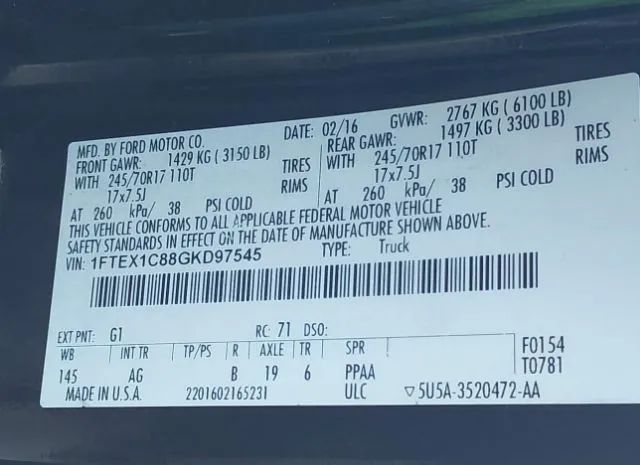 MFD. BY FORD MOTOR CO. DATE: 02/16 GVWR: 2767 KG ( 6100 LB)
FRONT GAWR: 1429 KG ( 3150 LB) REAR GAWR: 1497 KG ( 3300 LB)
WITH 245/70R17 110T TIRES WITH 245/70R17 110T TIRES
17x7.5J RIMS 17x7.5J RIMS
AT 260 kPa/ 38 PSI COLD AT 260 kPa/ 38 PSI COLD
THIS VEHICLE CONFORMS TO ALL APPLICABLE FEDERAL MOTOR VEHICLE
SAFETY STANDARDS IN EFFECT ON THE DATE OF MANUFACTURE SHOWN ABOVE.
VIN: 1FTEX1C88GKD97545 TYPE: Truck
EXT PNT: G1 RC: 71 DSO:
WB INT TR TP/PS R AXLE TR SPR F0154
145 AG B 19 6 PPAA T0781
MADE IN U.S.A. 2201602165231 ULC ▽5U5A-3520472-AA